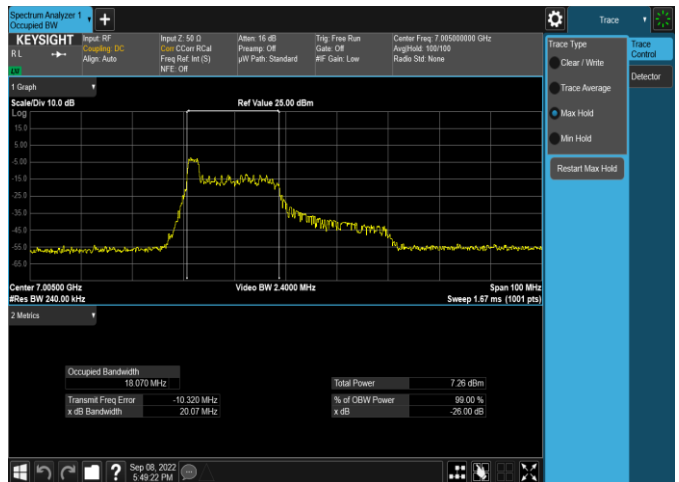 Spectrum Analyzer 1
Occupied BW
Trace
KEYSIGHT
RL
LXI
Input: RF
Coupling: DC
Align: Auto
Input Z: 50 Ω
Corr CCorr RCal
Freq Ref: Int (S)
NFE: Off
Atten: 16 dB
Preamp: Off
µW Path: Standard
Trig: Free Run
Gate: Off
#IF Gain: Low
Center Freq: 7.005000000 GHz
Avg|Hold: 100/100
Radio Std: None
Trace Type
Clear / Write
Trace Average
Max Hold
Min Hold
Restart Max Hold
Trace
Control
Detector
1 Graph
Scale/Div 10.0 dB
Ref Value 25.00 dBm
Log
15.0
5.00
-5.00
-15.0
-25.0
-35.0
-45.0
-55.0
-65.0
Center 7.00500 GHz
Video BW 2.4000 MHz
Span 100 MHz
#Res BW 240.00 kHz
Sweep 1.67 ms (1001 pts)
2 Metrics
Occupied Bandwidth
18.070 MHz
Total Power 7.26 dBm
Transmit Freq Error -10.320 MHz
% of OBW Power 99.00 %
x dB Bandwidth 20.07 MHz
x dB -26.00 dB
?
Sep 08, 2022
5:49:22 PM